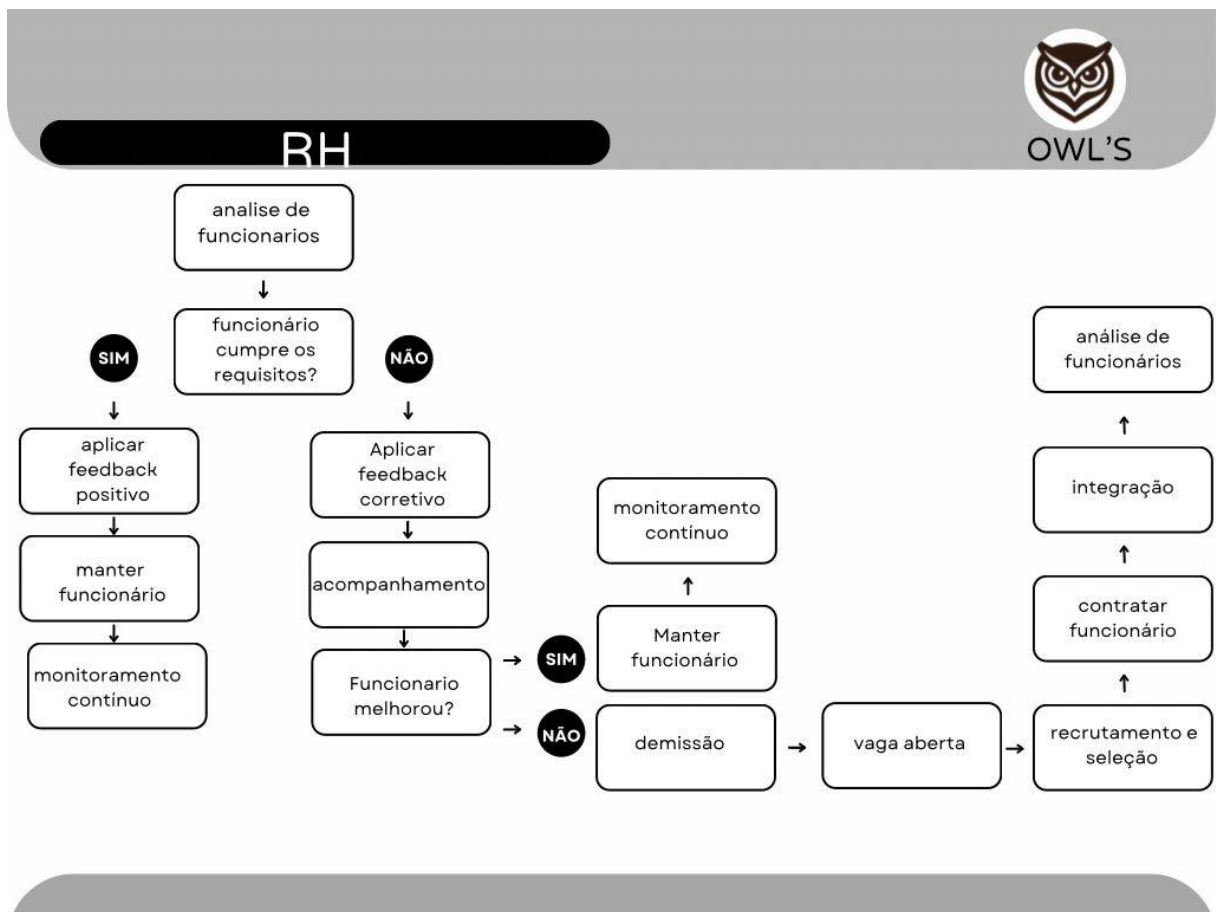 OWL'S
RH
analise de
funcionarios
funcionário
cumpre os
requisitos?
SIM
NÃO
aplicar
feedback
positivo
manter
funcionário
monitoramento
contínuo
Aplicar
feedback
corretivo
acompanhamento
Funcionario
melhorou?
SIM
Manter
funcionário
monitoramento
contínuo
NÃO
demissão
vaga aberta
recrutamento e
seleção
contratar
funcionário
integração
análise de
funcionários